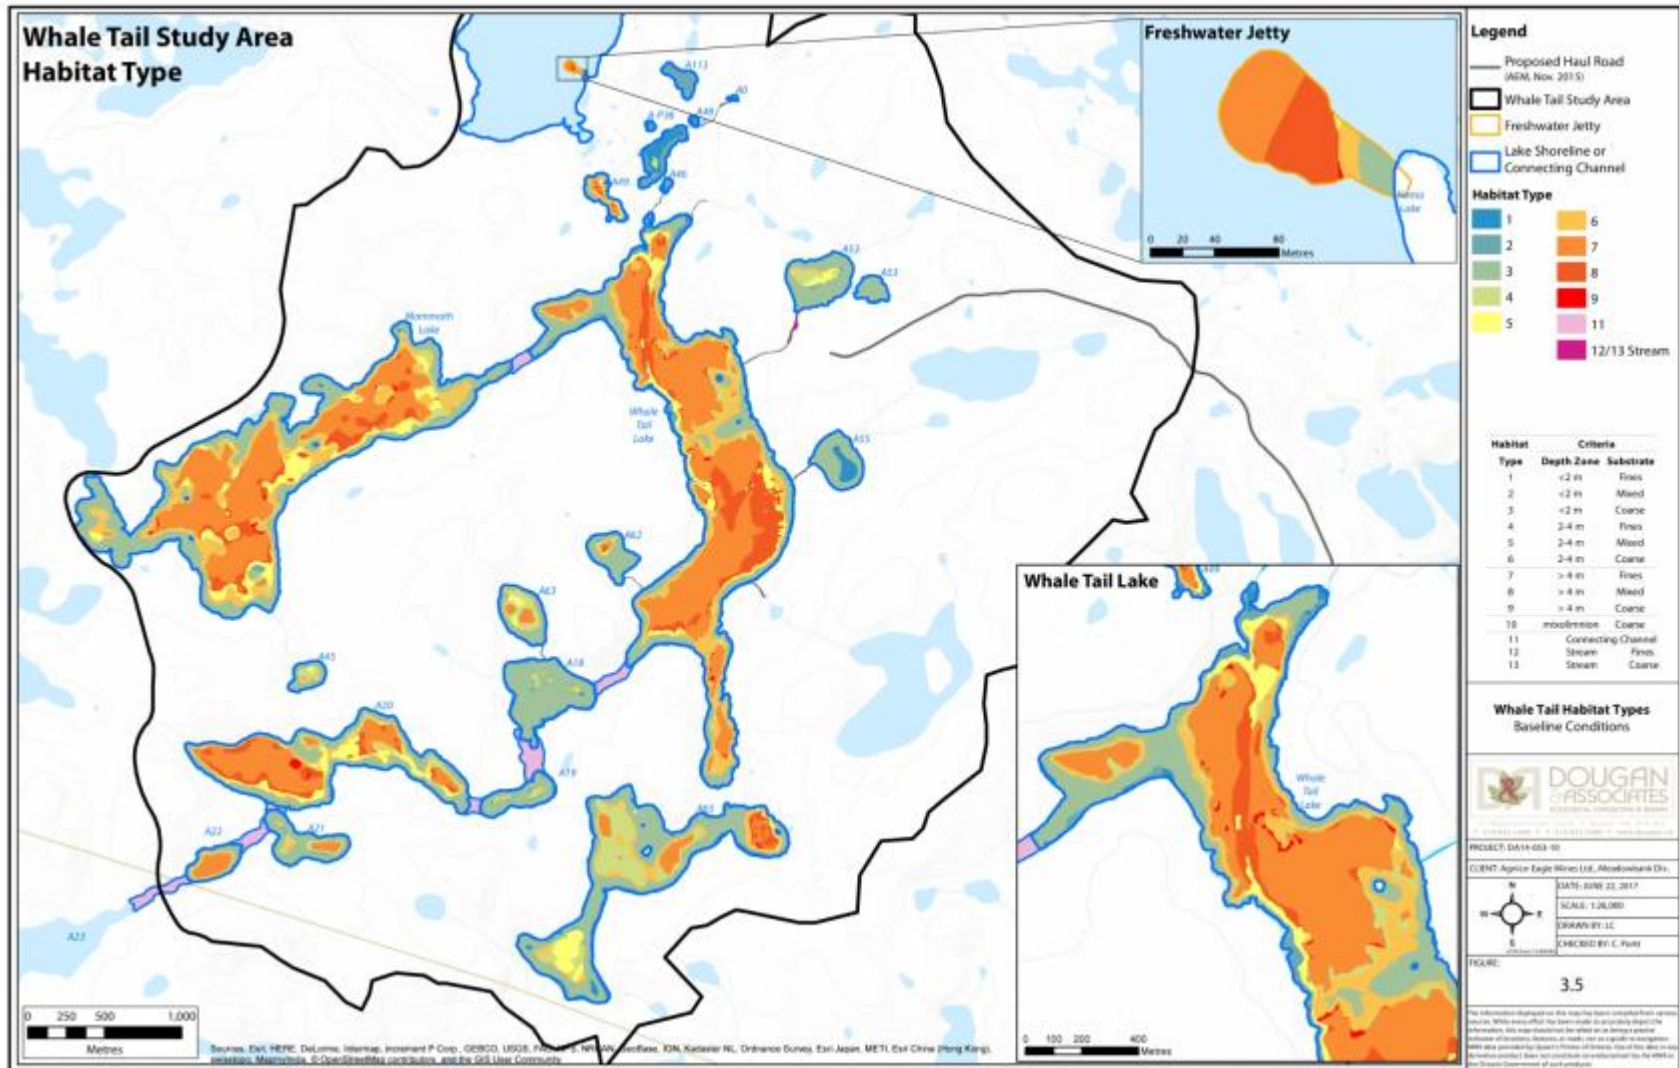 Whale Tail Study Area
Habitat Type
A113
A0
A49
A46
Mammoth
Lake
A53
Whale
Tail
Lake
A55
A62
A63
A18
A45
A20
A19
A22
A21
A23
0 250 500 1,000
Metres
Freshwater Jetty
0 20 40 80
Metres
Lake
Whale Tail Lake
Whale
Tail
Lake
0 100 200 400
Metres
Legend
Proposed Haul Road
(AEM, Nov. 2015)
Whale Tail Study Area
Freshwater Jetty
Lake Shoreline or
Connecting Channel
Habitat Type
1
2
3
4
5
6
7
8
9
11
12/13 Stream
Habitat Criteria
Type Depth Zone Substrate
1 <2 m Fines
2 <2 m Mixed
3 <2 m Coarse
4 2-4 m Fines
5 2-4 m Mixed
6 2-4 m Coarse
7 > 4 m Fines
8 > 4 m Mixed
9 > 4 m Coarse
10 mixolimnion Coarse
11 Connecting Channel
12 Stream Fines
13 Stream Coarse
Whale Tail Habitat Types
Baseline Conditions
DOUGAN
& ASSOCIATES
CLIENT: Agnico Eagle Mines Ltd., Meadowbank Div.
N
W E
S
DATE: JUNE 22, 2017
SCALE: 1:26,000
DRAWN BY: LC
CHECKED BY: C. Portt
FIGURE:
3.5